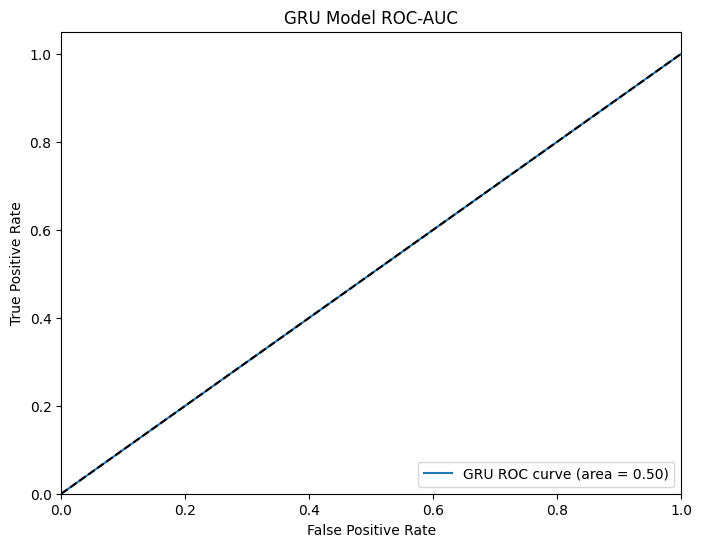 GRU Model ROC-AUC
True Positive Rate
1.0
0.8
0.6
0.4
0.2
0.0
0.0 0.2 0.4 0.6 0.8 1.0
False Positive Rate
GRU ROC curve (area = 0.50)